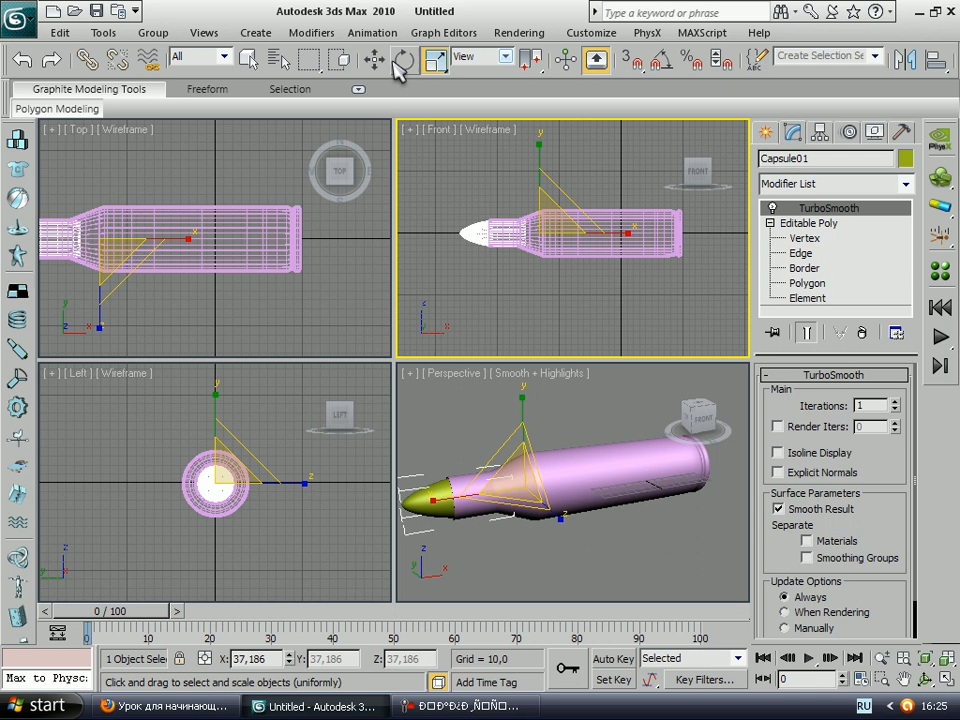 Autodesk 3ds Max 2010 Untitled
Type a keyword or phrase
Edit Tools Group Views Create Modifiers Animation Graph Editors Rendering Customize PhysX MAXScript Help
All View 3 Create Selection Se
Graphite Modeling Tools Freeform Selection
Polygon Modeling
[ + ] [ Top ] [ Wireframe ]
TOP
x
y
z x
[ + ] [ Front ] [ Wireframe ]
FRONT
y
x
z
x
[ + ] [ Left ] [ Wireframe ]
LEFT
y
z
z
y
[ + ] [ Perspective ] [ Smooth + Highlights ]
FRONT
y
z
z
y x
PhysX
Capsule01
Modifier List
TurboSmooth
Editable Poly
Vertex
Edge
Border
Polygon
Element
- TurboSmooth
Main
Iterations: 1
Render Iters: 0
Isoline Display
Explicit Normals
Surface Parameters
Smooth Result
Separate
Materials
Smoothing Groups
Update Options
Always
When Rendering
Manually
< 0 / 100 >
0 10 20 30 40 50 60 70 80 90 100
1 Object Selec X: 37,186 Y: 37,186 Z: 37,186 Grid = 10,0 Auto Key Selected
Max to Physc: Click and drag to select and scale objects (uniformly) Add Time Tag Set Key Key Filters... 0
start Урок для начинающ... Untitled - Autodesk 3... RU 16:25